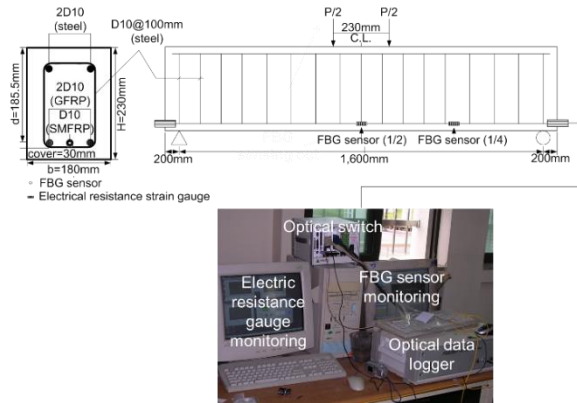 2D10
(steel)
D10@100mm
(steel)
P/2
P/2
230mm
C.L.
d=185.5mm
2D10
(GFRP)
D10
(SMFRP)
H=230mm
cover=30mm
b=180mm
FBG sensor (1/2)
FBG sensor (1/4)
200mm
1,600mm
200mm
FBG sensor
Electrical resistance strain gauge
Optical switch
Electric
resistance
gauge
monitoring
FBG sensor
monitoring
Optical data
logger